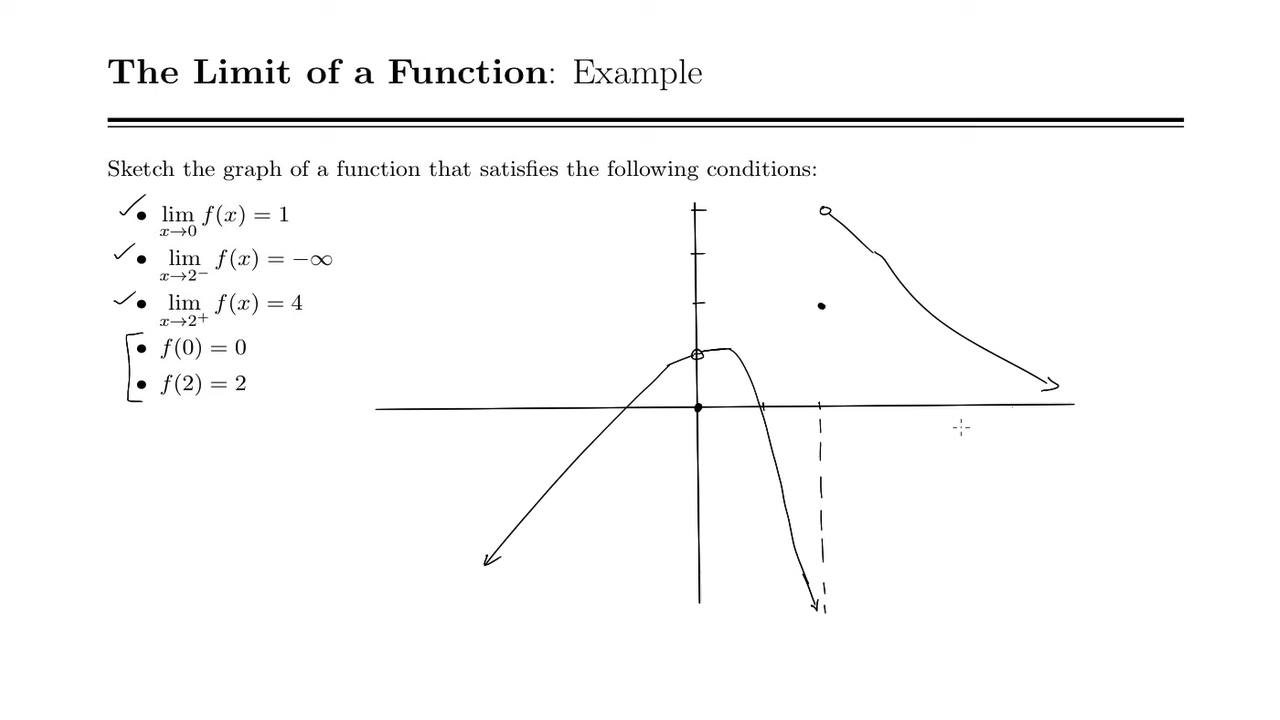 The Limit of a Function: Example
Sketch the graph of a function that satisfies the following conditions:
• lim_{x→0} f(x) = 1
• lim_{x→2⁻} f(x) = −∞
• lim_{x→2⁺} f(x) = 4
• f(0) = 0
• f(2) = 2